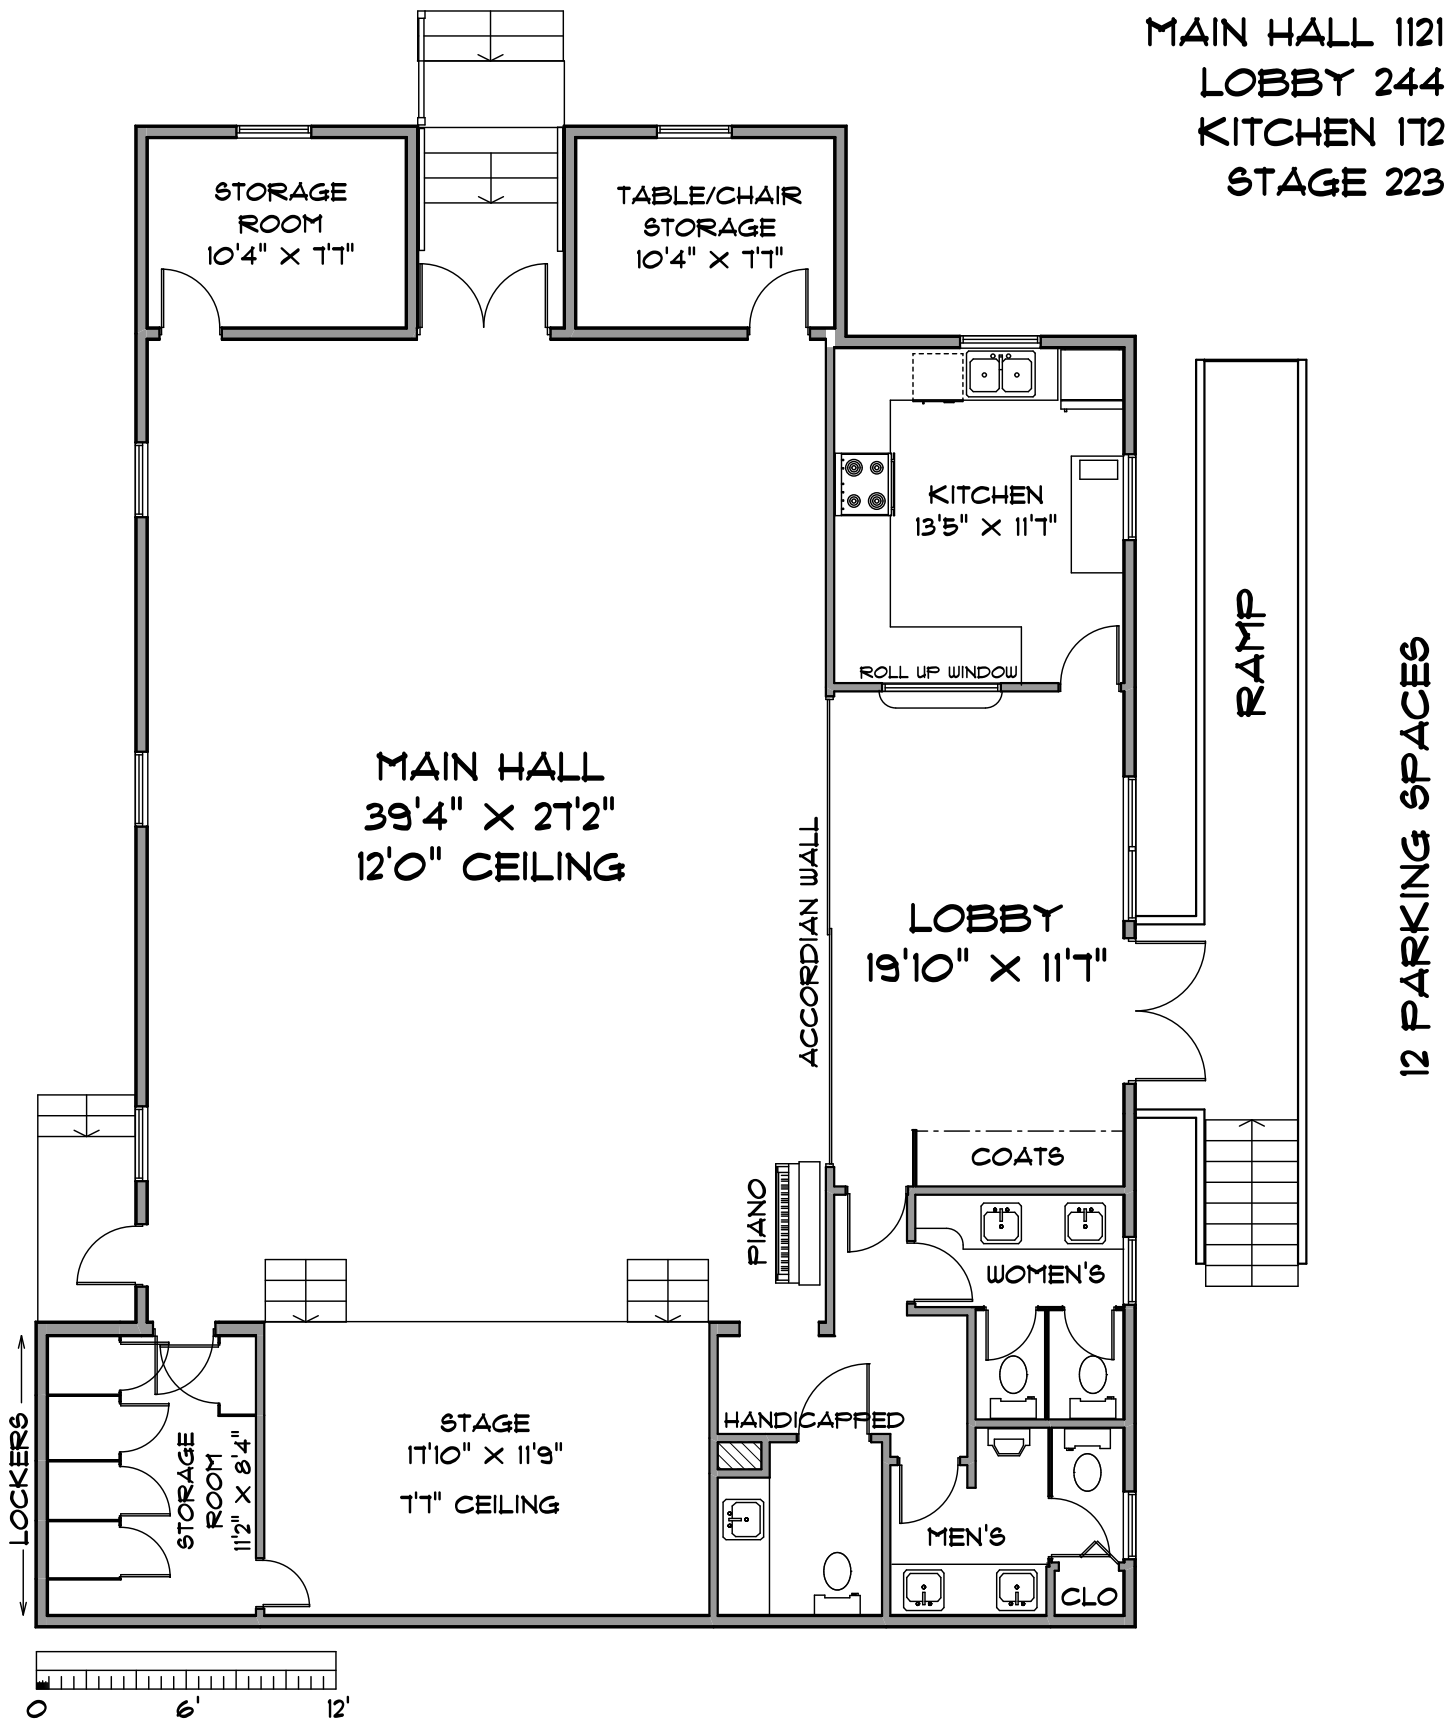 MAIN HALL 1121
LOBBY 244
KITCHEN 172
STAGE 223
STORAGE
ROOM
10'4" X 7'7"
TABLE/CHAIR
STORAGE
10'4" X 7'7"
KITCHEN
13'5" X 11'7"
ROLL UP WINDOW
RAMP
12 PARKING SPACES
MAIN HALL
39'4" X 27'2"
12'0" CEILING
ACCORDIAN WALL
LOBBY
19'10" X 11'7"
COATS
PIANO
WOMEN'S
HANDICAPPED
STAGE
17'10" X 11'9"
7'7" CEILING
LOCKERS
STORAGE
ROOM
11'2" X 8'4"
MEN'S
CLO
0
6'
12'